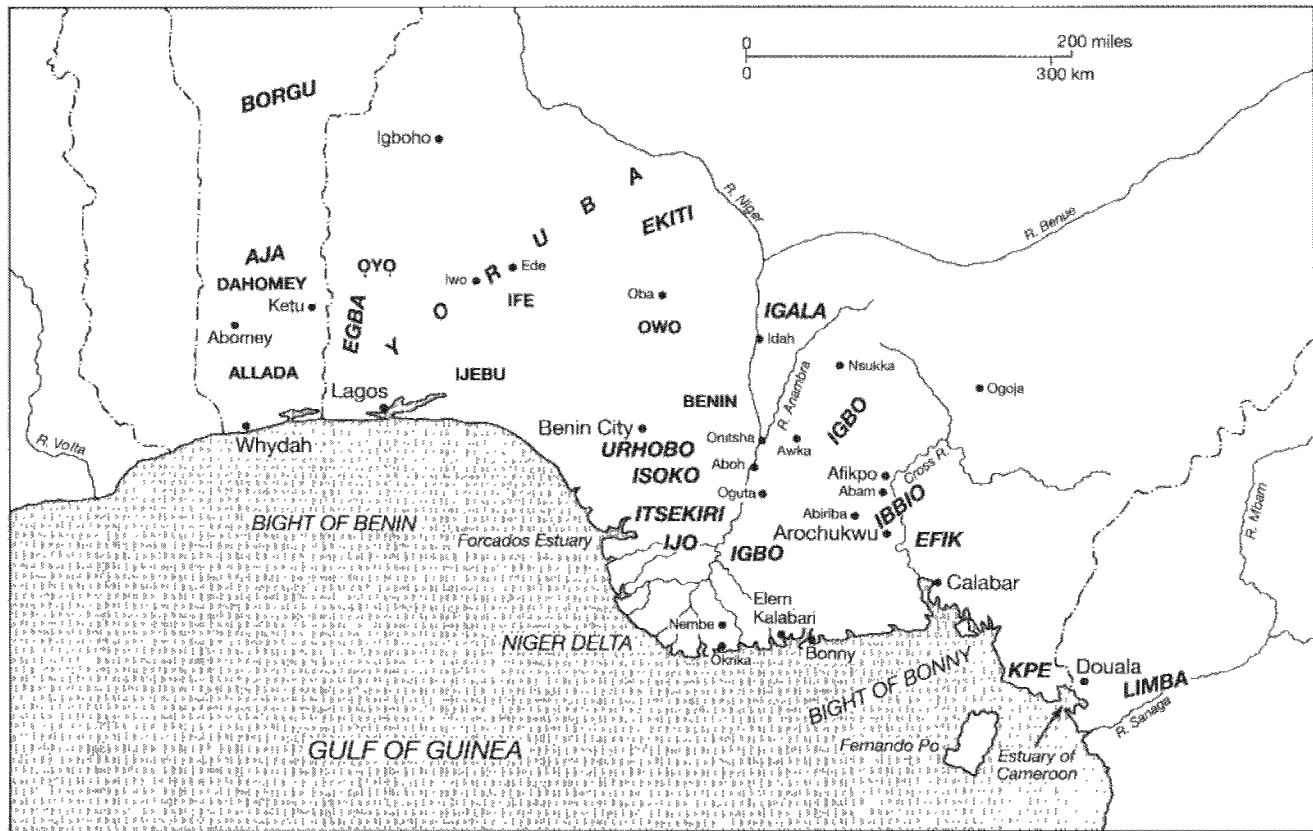 0 200 miles
0 300 km
BORGU
Igboho
YORUBA
EKITI
R. Niger
R. Benue
AJA
DAHOMEY
OYO
Iwo
Ede
Ketu
IFE
Oba
EGBA
Abomey
OWO
IGALA
Idah
ALLADA
IJEBU
Nsukka
Lagos
BENIN
R. Anambra
IGBO
Ogoja
R. Volta
Whydah
Benin City
URHOBO
Onitsha
Awka
ISOKO
Aboh
Afikpo
Cross R.
Oguta
Abam
IBBIO
R. Mbam
BIGHT OF BENIN
ITSEKIRI
Abiriba
Forcados Estuary
IJO
IGBO
Arochukwu
EFIK
Calabar
Elem
Kalabari
Nembe
NIGER DELTA
Okrika
Bonny
BIGHT OF BONNY
KPE
Douala
LIMBA
R. Sanaga
GULF OF GUINEA
Fernando Po
Estuary of
Cameroon